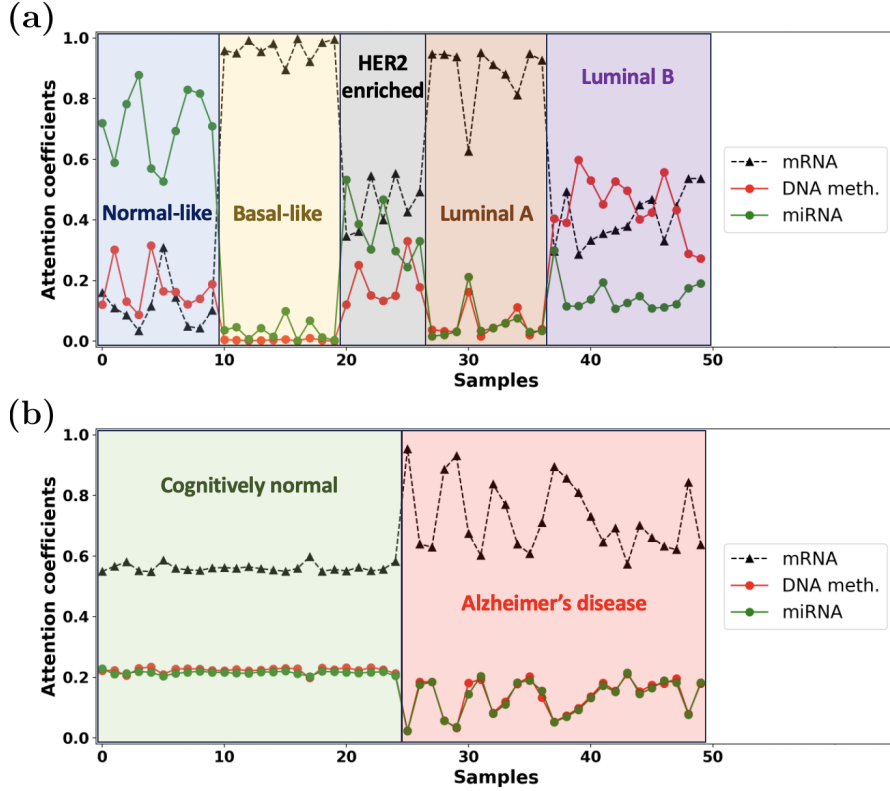 (a)
Attention coefficients
1.0
0.8
0.6
0.4
0.2
0.0
Normal-like
Basal-like
HER2
enriched
Luminal A
Luminal B
mRNA
DNA meth.
miRNA
0 10 20 30 40 50
Samples
(b)
Attention coefficients
1.0
0.8
0.6
0.4
0.2
0.0
Cognitively normal
Alzheimer's disease
mRNA
DNA meth.
miRNA
0 10 20 30 40 50
Samples